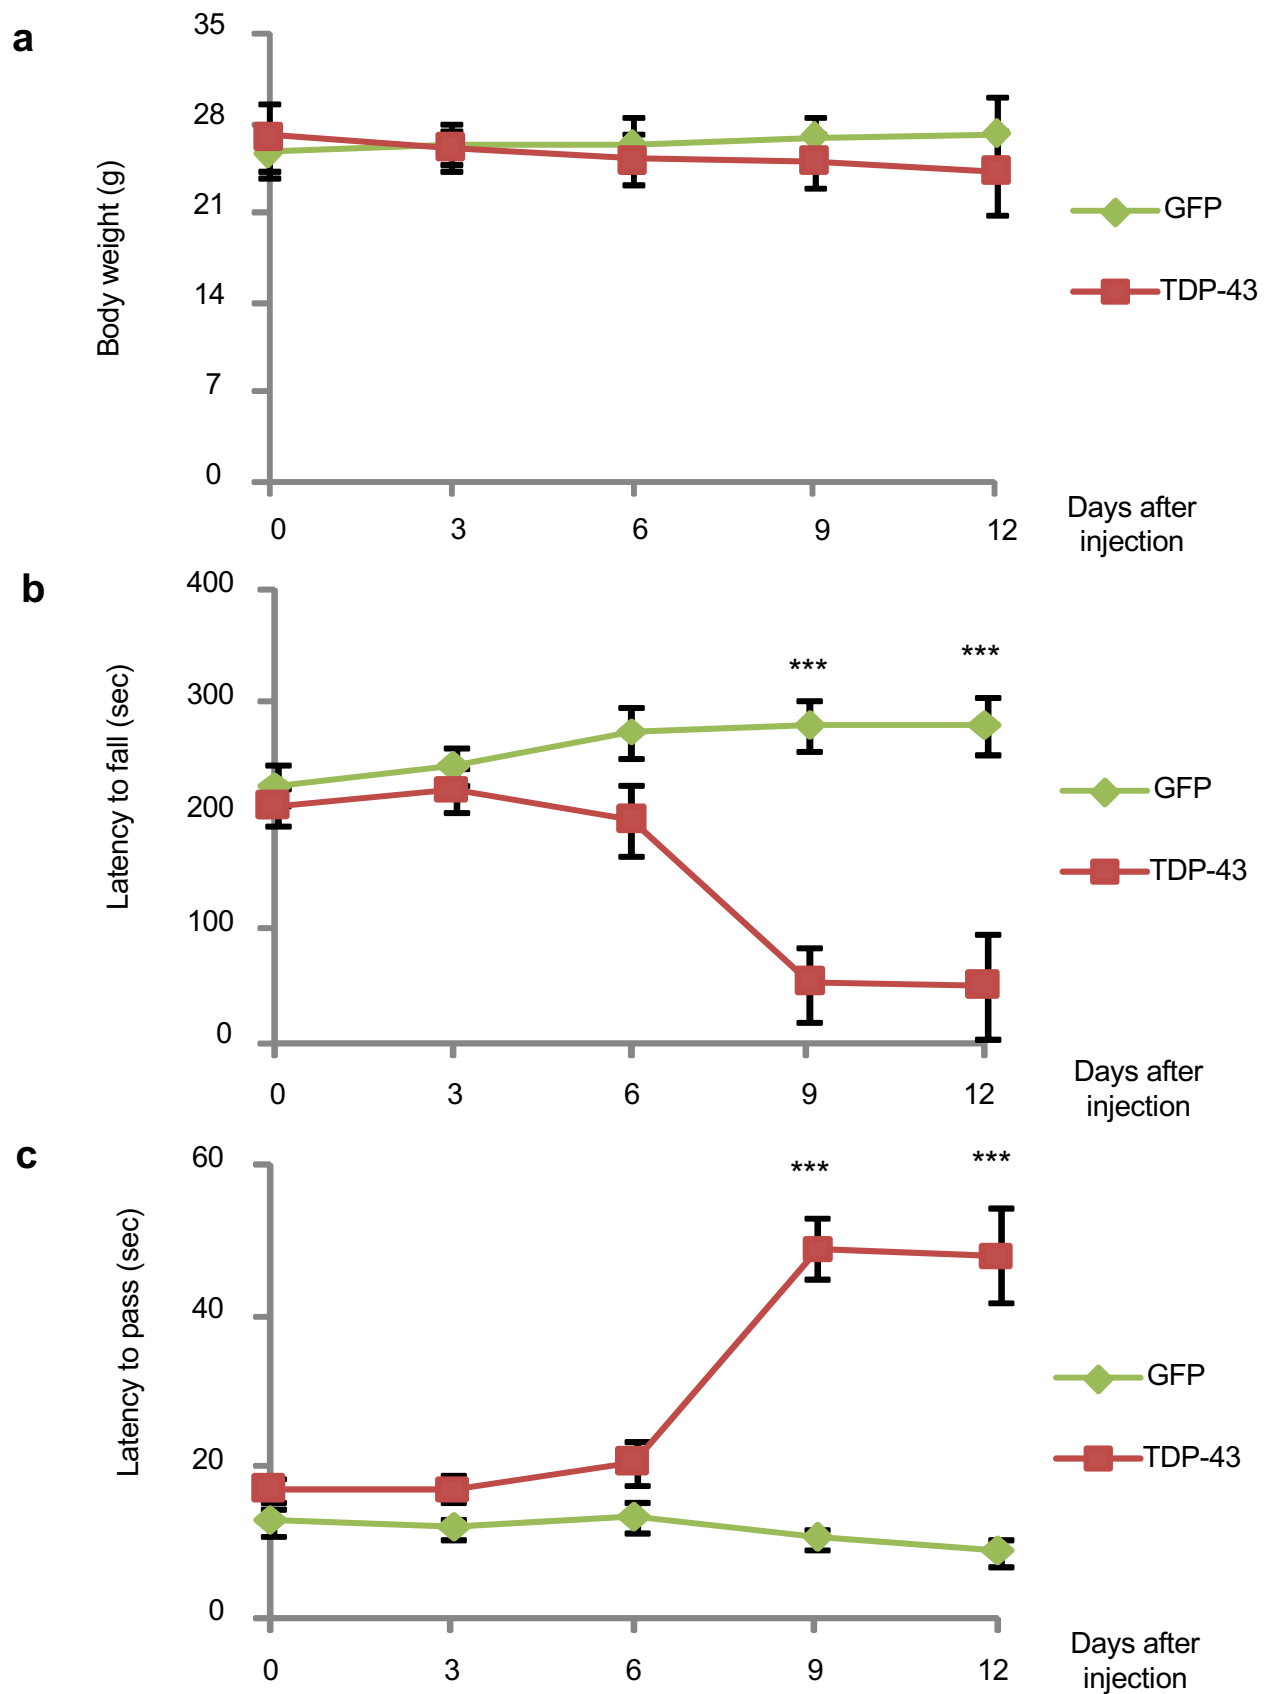 a
35
28
21
14
7
0
Body weight (g)
0 3 6 9 12
Days after
injection
GFP
TDP-43
b
400
300
200
100
0
Latency to fall (sec)
*** ***
0 3 6 9 12
Days after
injection
GFP
TDP-43
c
60
40
20
0
Latency to pass (sec)
*** ***
0 3 6 9 12
Days after
injection
GFP
TDP-43